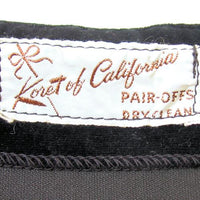 Koret of California
PAIR-OFFS
DRY CLEAN